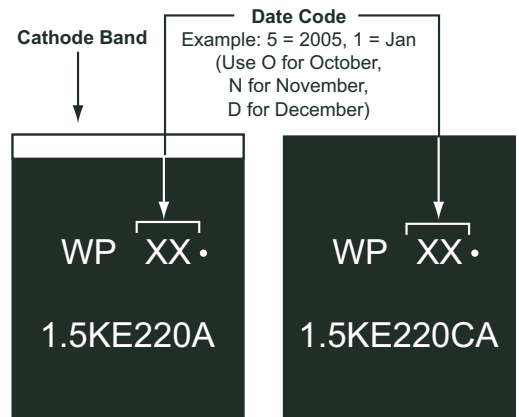 Date Code
Cathode Band
Example: 5 = 2005, 1 = Jan
(Use O for October,
N for November,
D for December)
WP XX •
1.5KE220A
WP XX •
1.5KE220CA